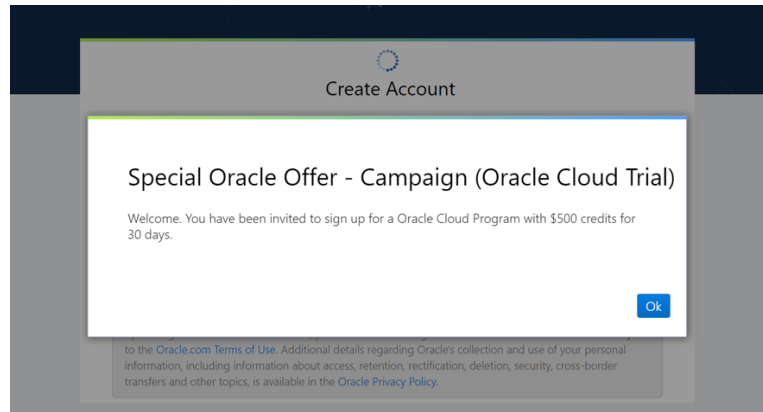 Create Account
Special Oracle Offer - Campaign (Oracle Cloud Trial)
Welcome. You have been invited to sign up for a Oracle Cloud Program with $500 credits for
30 days.
Ok
to the Oracle.com Terms of Use. Additional details regarding Oracle's collection and use of your personal
information, including information about access, retention, rectification, deletion, security, cross-border
transfers and other topics, is available in the Oracle Privacy Policy.